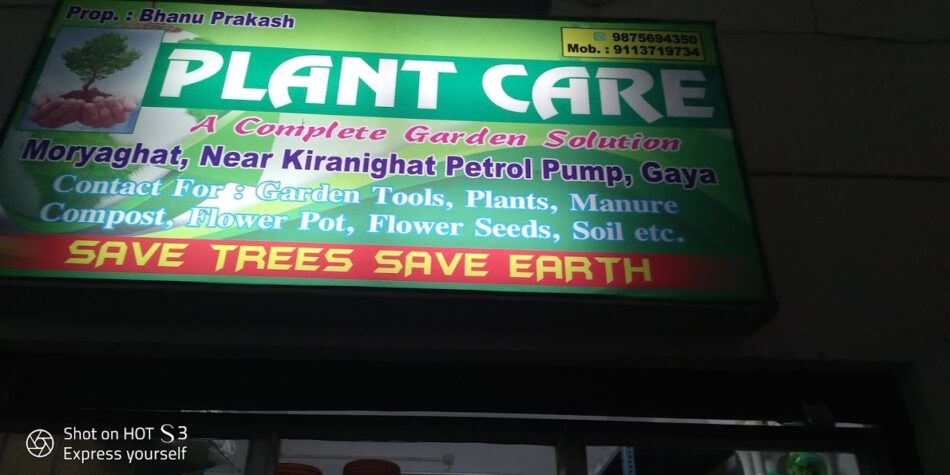 Prop. : Bhanu Prakash
9875694350
Mob. : 9113719734
PLANT CARE
A Complete Garden Solution
Moryaghat, Near Kiranighat Petrol Pump, Gaya
Contact For : Garden Tools, Plants, Manure
Compost, Flower Pot, Flower Seeds, Soil etc.
SAVE TREES SAVE EARTH
Shot on HOT S3
Express yourself